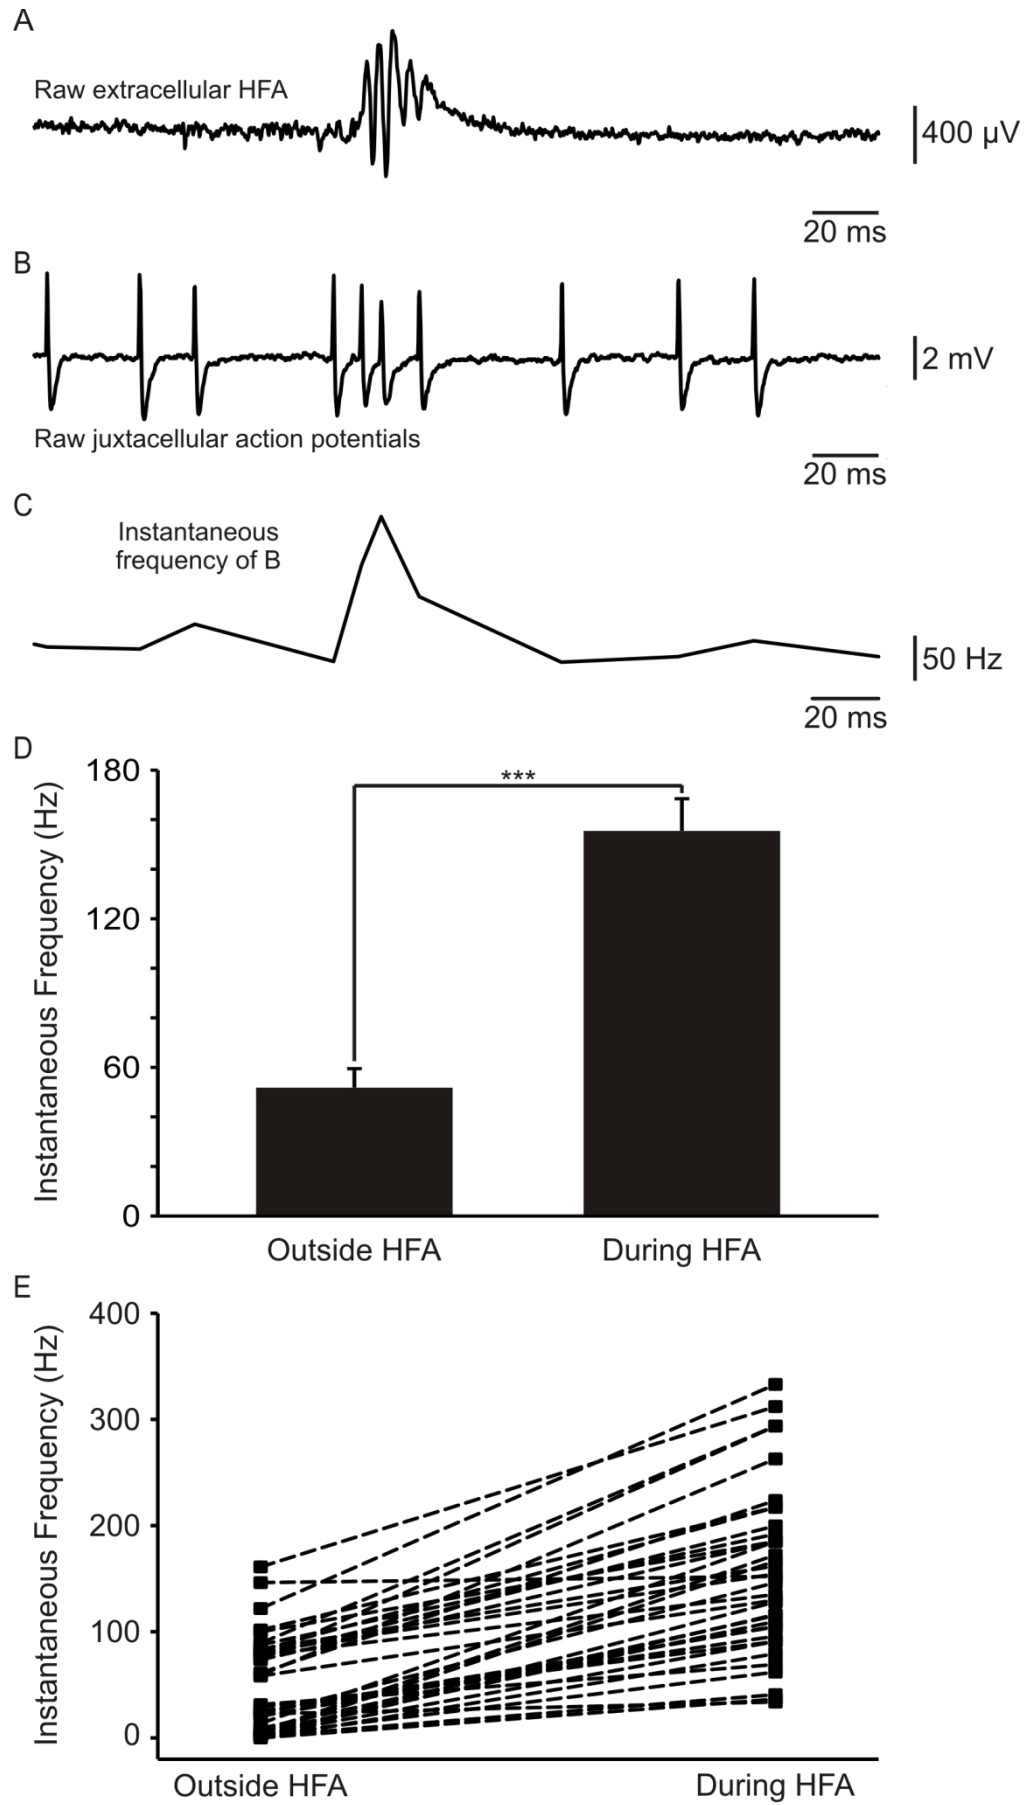 A
Raw extracellular HFA
400 µV
20 ms
B
2 mV
Raw juxtacellular action potentials
20 ms
C
Instantaneous
frequency of B
50 Hz
20 ms
D
Instantaneous Frequency (Hz)
180
120
60
0
***
Outside HFA
During HFA
E
Instantaneous Frequency (Hz)
400
300
200
100
0
Outside HFA
During HFA